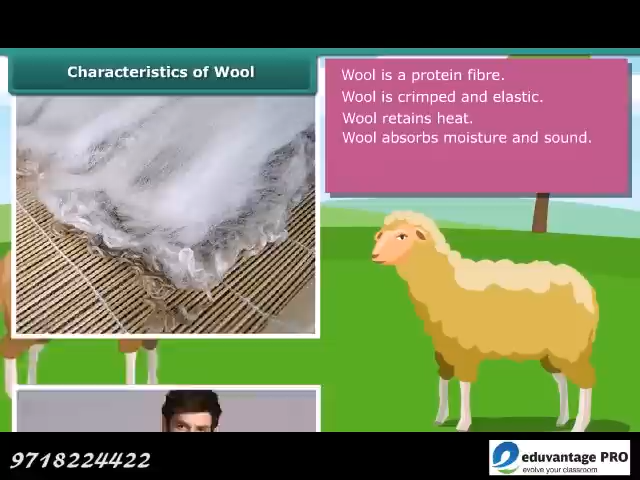 Characteristics of Wool
Wool is a protein fibre.
Wool is crimped and elastic.
Wool retains heat.
Wool absorbs moisture and sound.
9718224422
eduvantage PRO
evolve your classroom